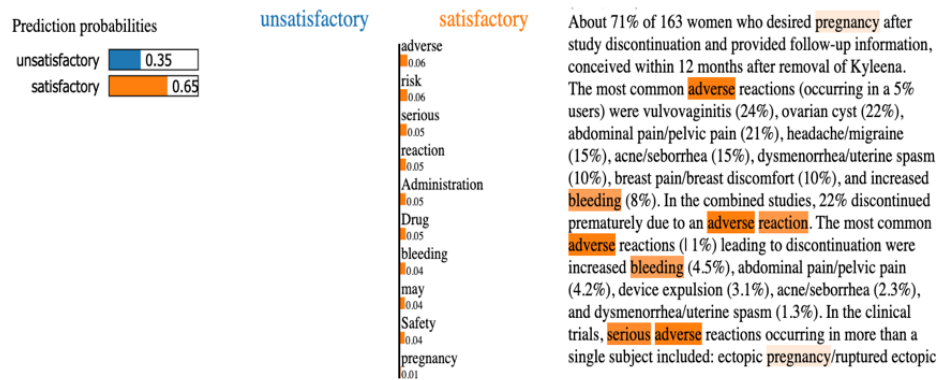 Prediction probabilities
unsatisfactory 0.35
satisfactory 0.65
unsatisfactory satisfactory
adverse
0.06
risk
0.06
serious
0.05
reaction
0.05
Administration
0.05
Drug
0.05
bleeding
0.04
may
0.04
Safety
0.04
pregnancy
0.01
About 71% of 163 women who desired pregnancy after
study discontinuation and provided follow-up information,
conceived within 12 months after removal of Kyleena.
The most common adverse reactions (occurring in a 5%
users) were vulvovaginitis (24%), ovarian cyst (22%),
abdominal pain/pelvic pain (21%), headache/migraine
(15%), acne/seborrhea (15%), dysmenorrhea/uterine spasm
(10%), breast pain/breast discomfort (10%), and increased
bleeding (8%). In the combined studies, 22% discontinued
prematurely due to an adverse reaction. The most common
adverse reactions (| 1%) leading to discontinuation were
increased bleeding (4.5%), abdominal pain/pelvic pain
(4.2%), device expulsion (3.1%), acne/seborrhea (2.3%),
and dysmenorrhea/uterine spasm (1.3%). In the clinical
trials, serious adverse reactions occurring in more than a
single subject included: ectopic pregnancy/ruptured ectopic